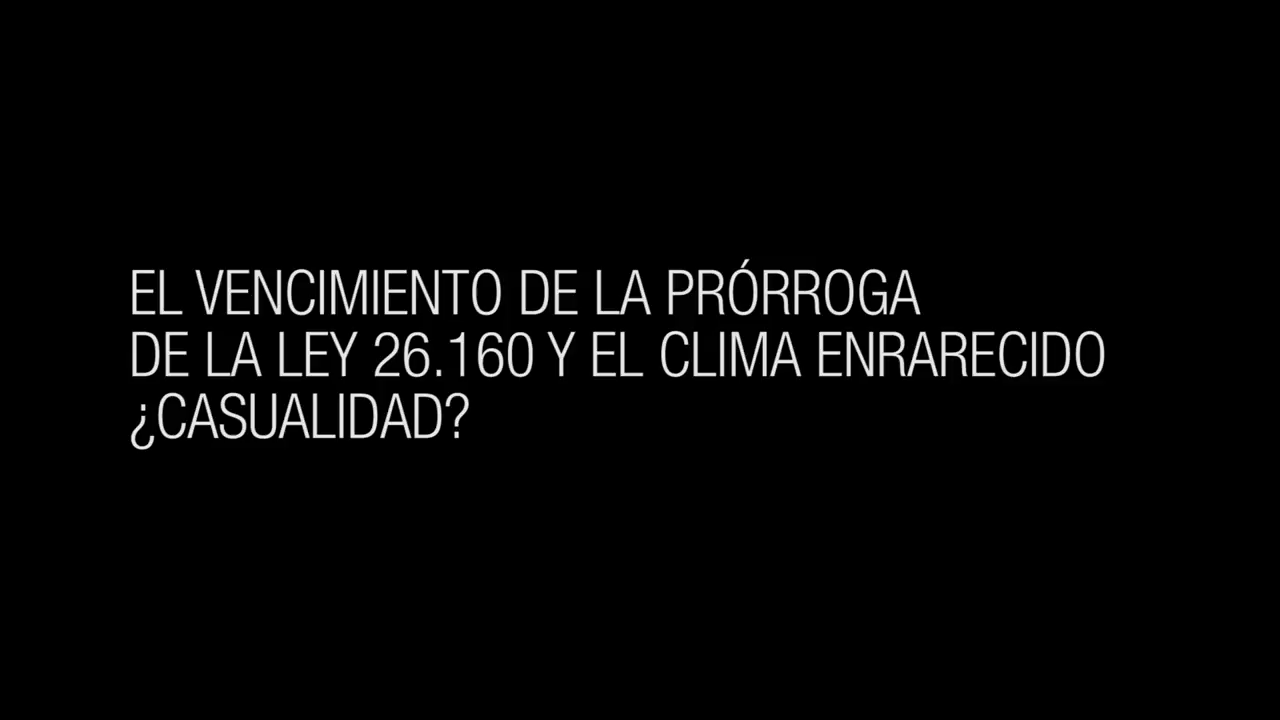 EL VENCIMIENTO DE LA PRÓRROGA
DE LA LEY 26.160 Y EL CLIMA ENRARECIDO
¿CASUALIDAD?